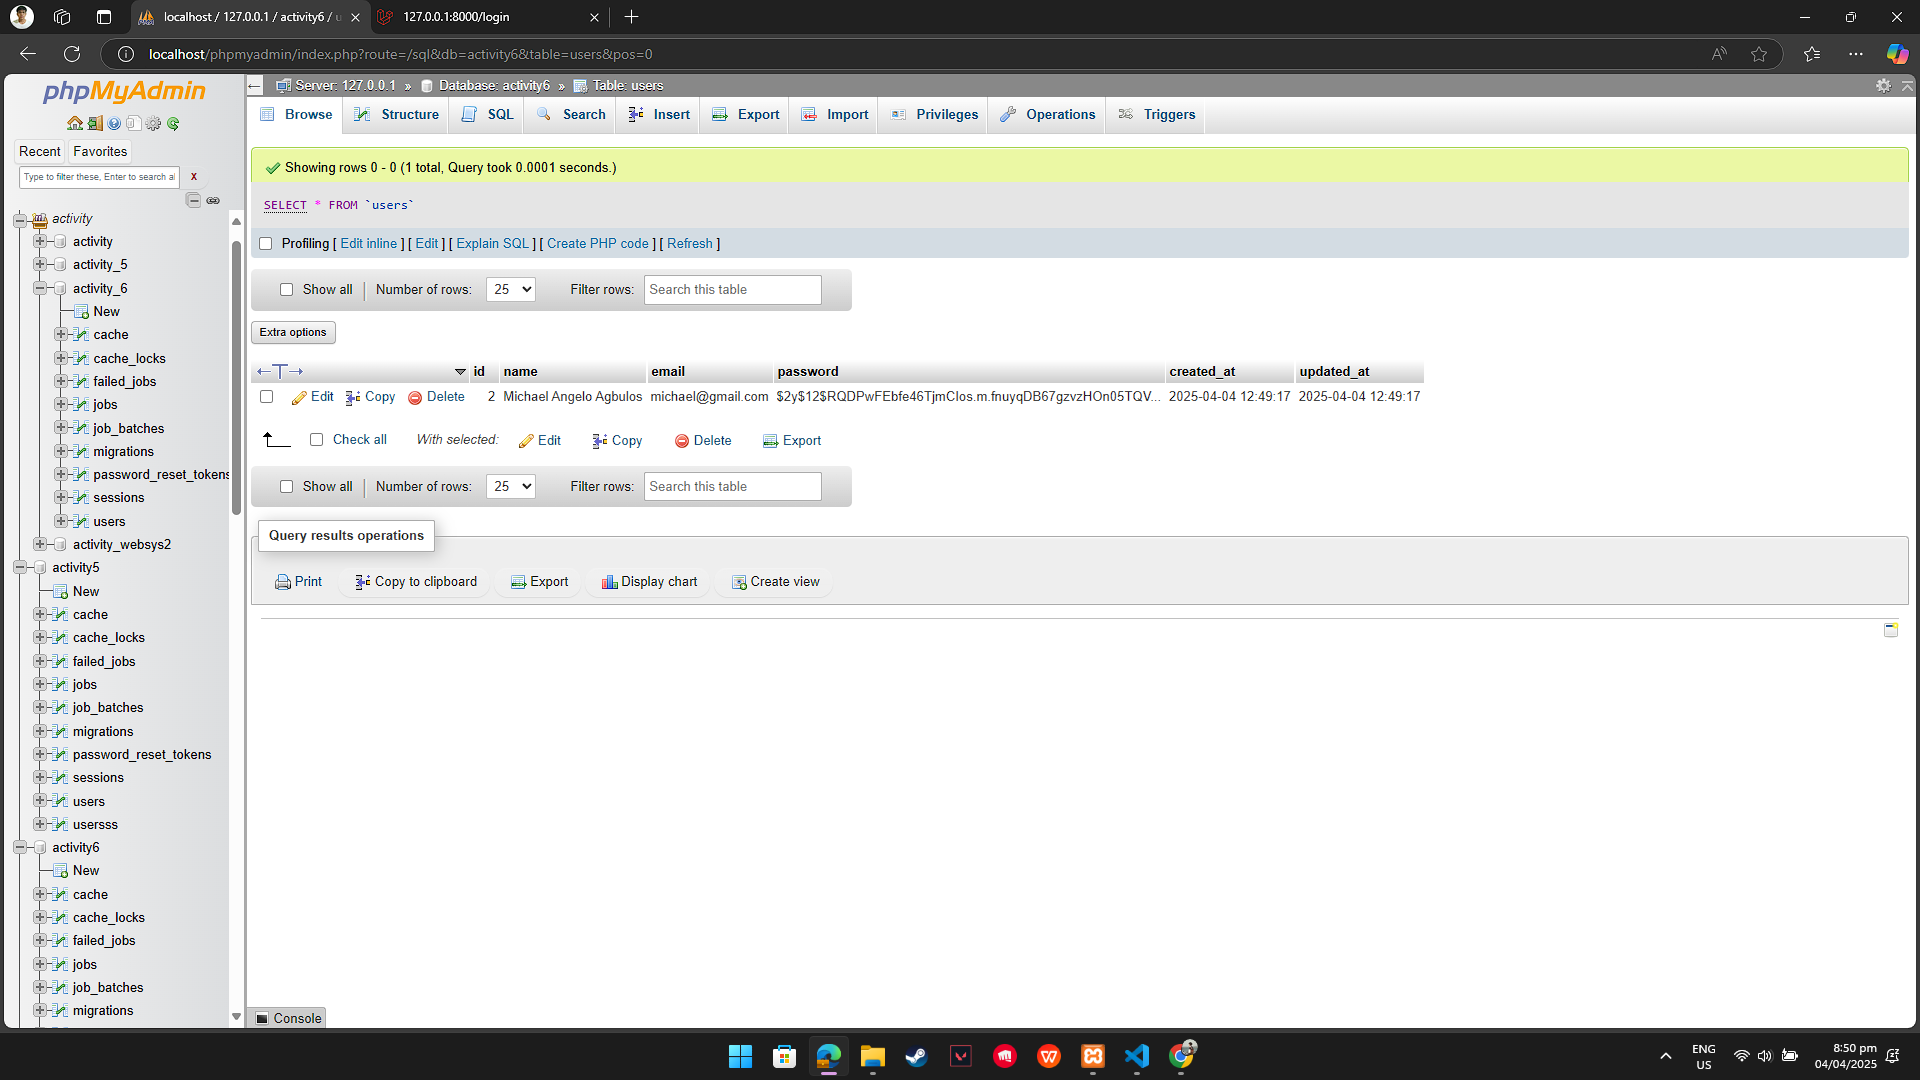 localhost / 127.0.0.1 / activity6 / u
127.0.0.1:8000/login
localhost/phpmyadmin/index.php?route=/sql&db=activity6&table=users&pos=0
phpMyAdmin
Recent Favorites
Type to filter these, Enter to search al X
activity
activity
activity_5
activity_6
New
cache
cache_locks
failed_jobs
jobs
job_batches
migrations
password_reset_tokens
sessions
users
activity_websys2
activity5
New
cache
cache_locks
failed_jobs
jobs
job_batches
migrations
password_reset_tokens
sessions
users
usersss
activity6
New
cache
cache_locks
failed_jobs
jobs
job_batches
migrations
Server: 127.0.0.1 » Database: activity6 » Table: users
Browse Structure SQL Search Insert Export Import Privileges Operations Triggers
Showing rows 0 - 0 (1 total, Query took 0.0001 seconds.)
SELECT * FROM `users`
Profiling [ Edit inline ] [ Edit ] [ Explain SQL ] [ Create PHP code ] [ Refresh ]
Show all Number of rows: 25 Filter rows: Search this table
Extra options
←T→ id name email password created_at updated_at
Edit Copy Delete 2 Michael Angelo Agbulos michael@gmail.com $2y$12$RQDPwFEbfe46TjmCIos.m.fnuyqDB67gzvzHOn05TQV... 2025-04-04 12:49:17 2025-04-04 12:49:17
Check all With selected: Edit Copy Delete Export
Show all Number of rows: 25 Filter rows: Search this table
Query results operations
Print Copy to clipboard Export Display chart Create view
Console
ENG
US
8:50 pm
04/04/2025